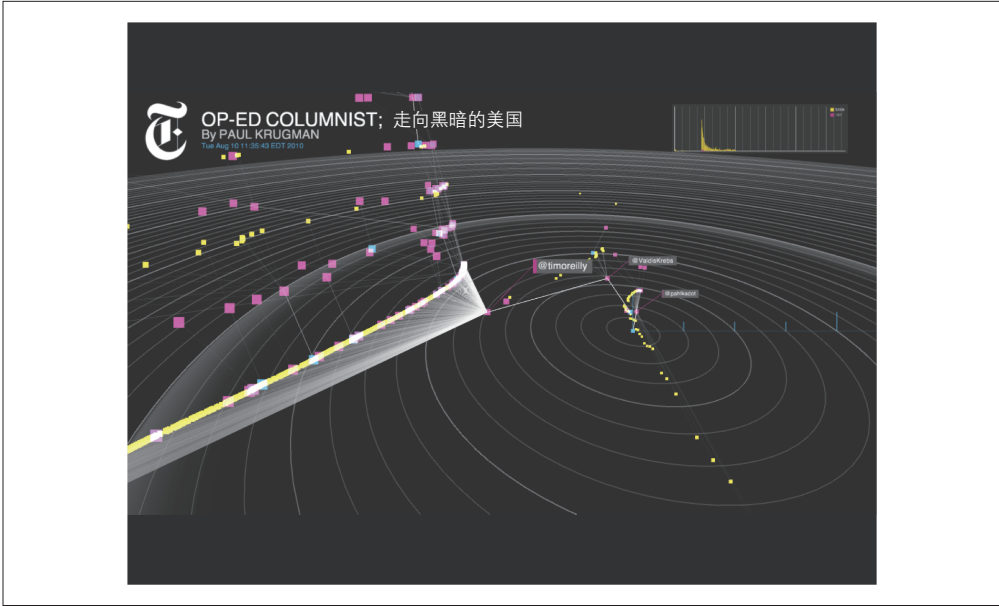 OP-ED COLUMNIST; 走向黑暗的美国
By PAUL KRUGMAN
Tue Aug 10 11:35:43 EDT 2010
@timoreilly
@ValdisKrebs